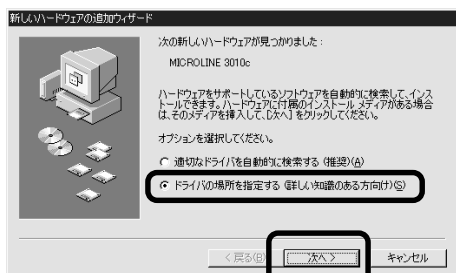 新しいハードウェアの追加ウィザード
次の新しいハードウェアが見つかりました：
MICROLINE 3010c
ハードウェアをサポートしているソフトウェアを自動的に検索して、インス
トールできます。ハードウェアに付属のインストール メディアがある場合
は、そのメディアを挿入して、[次へ] をクリックしてください。
オプションを選択してください。
適切なドライバを自動的に検索する (推奨)(A)
ドライバの場所を指定する (詳しい知識のある方向け)(S)
< 戻る(B)
次へ >
キャンセル